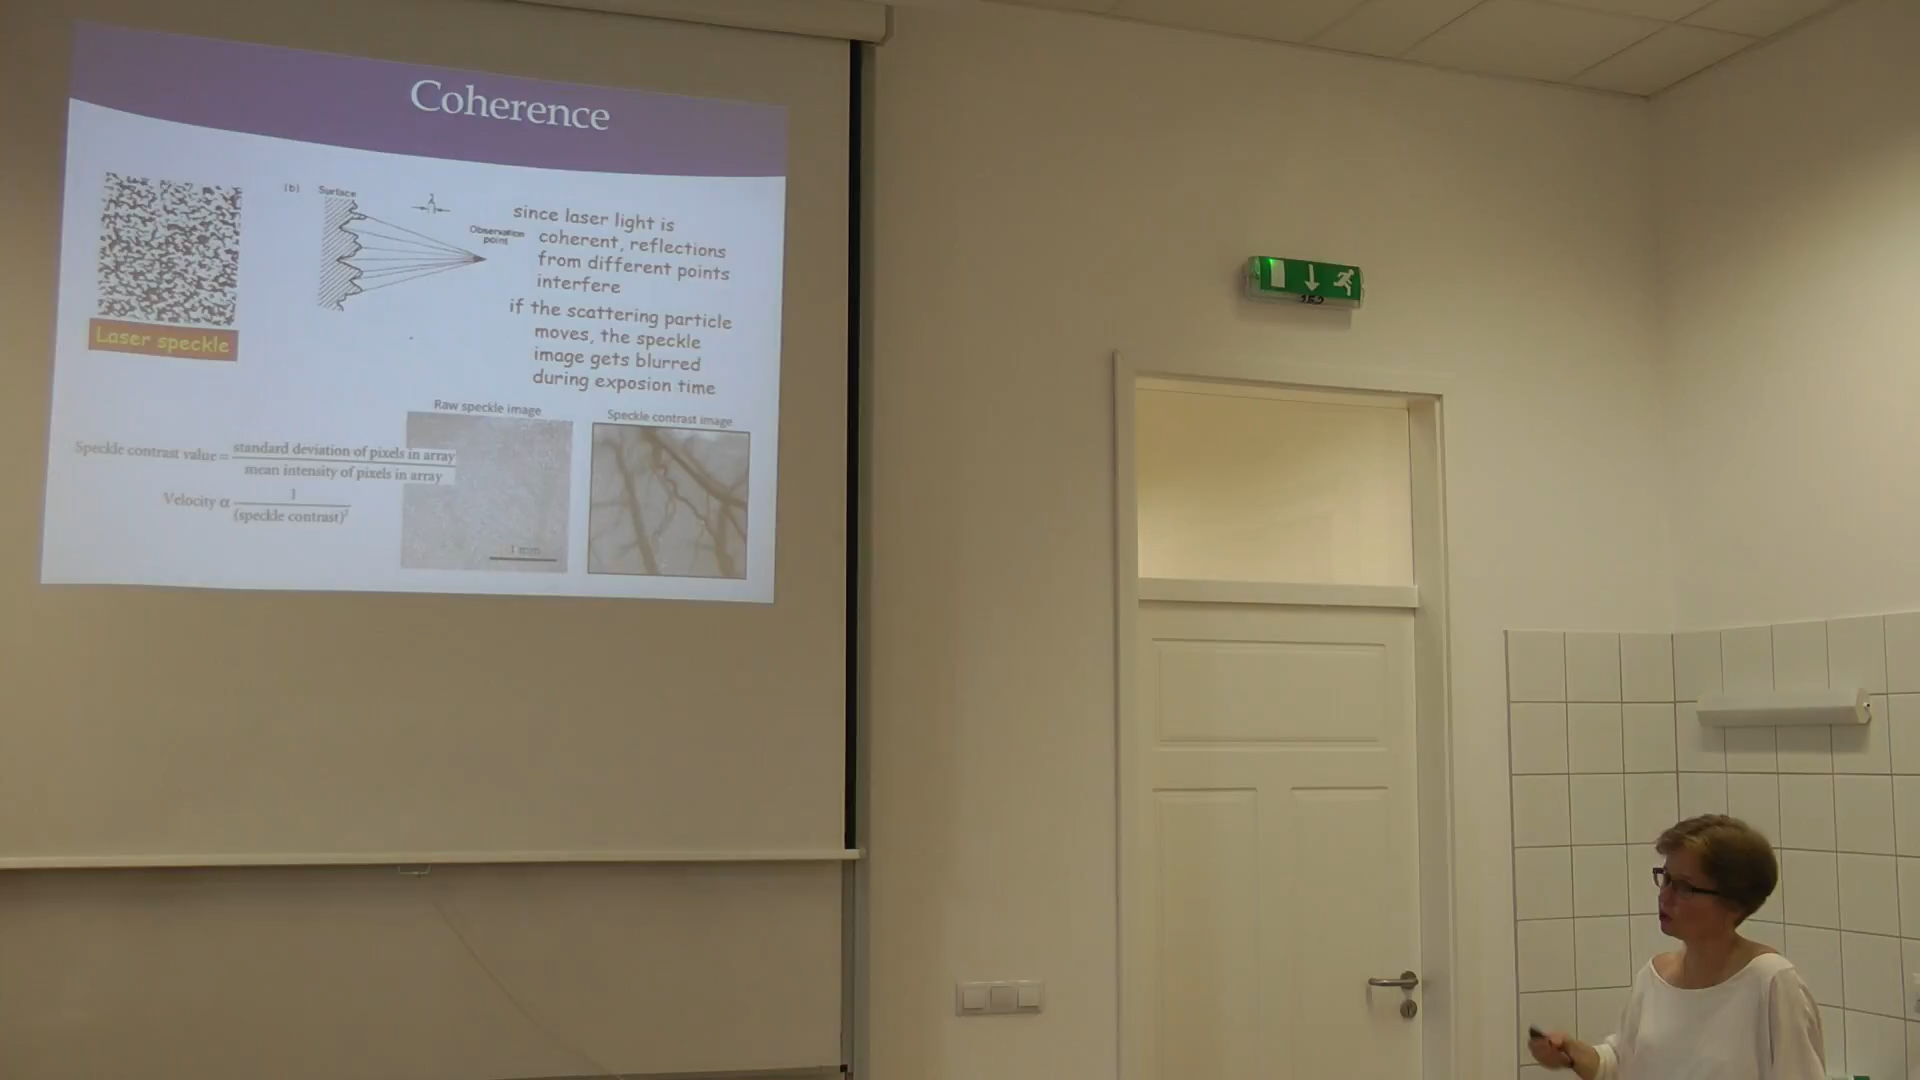 Coherence
(b)
Surface
λ
Observation
point
since laser light is
coherent, reflections
from different points
interfere
Laser speckle
if the scattering particle
moves, the speckle
image gets blurred
during exposion time
Raw speckle image
Speckle contrast image
Speckle contrast value = standard deviation of pixels in array
mean intensity of pixels in array
Velocity α 1
(speckle contrast)²
1 mm